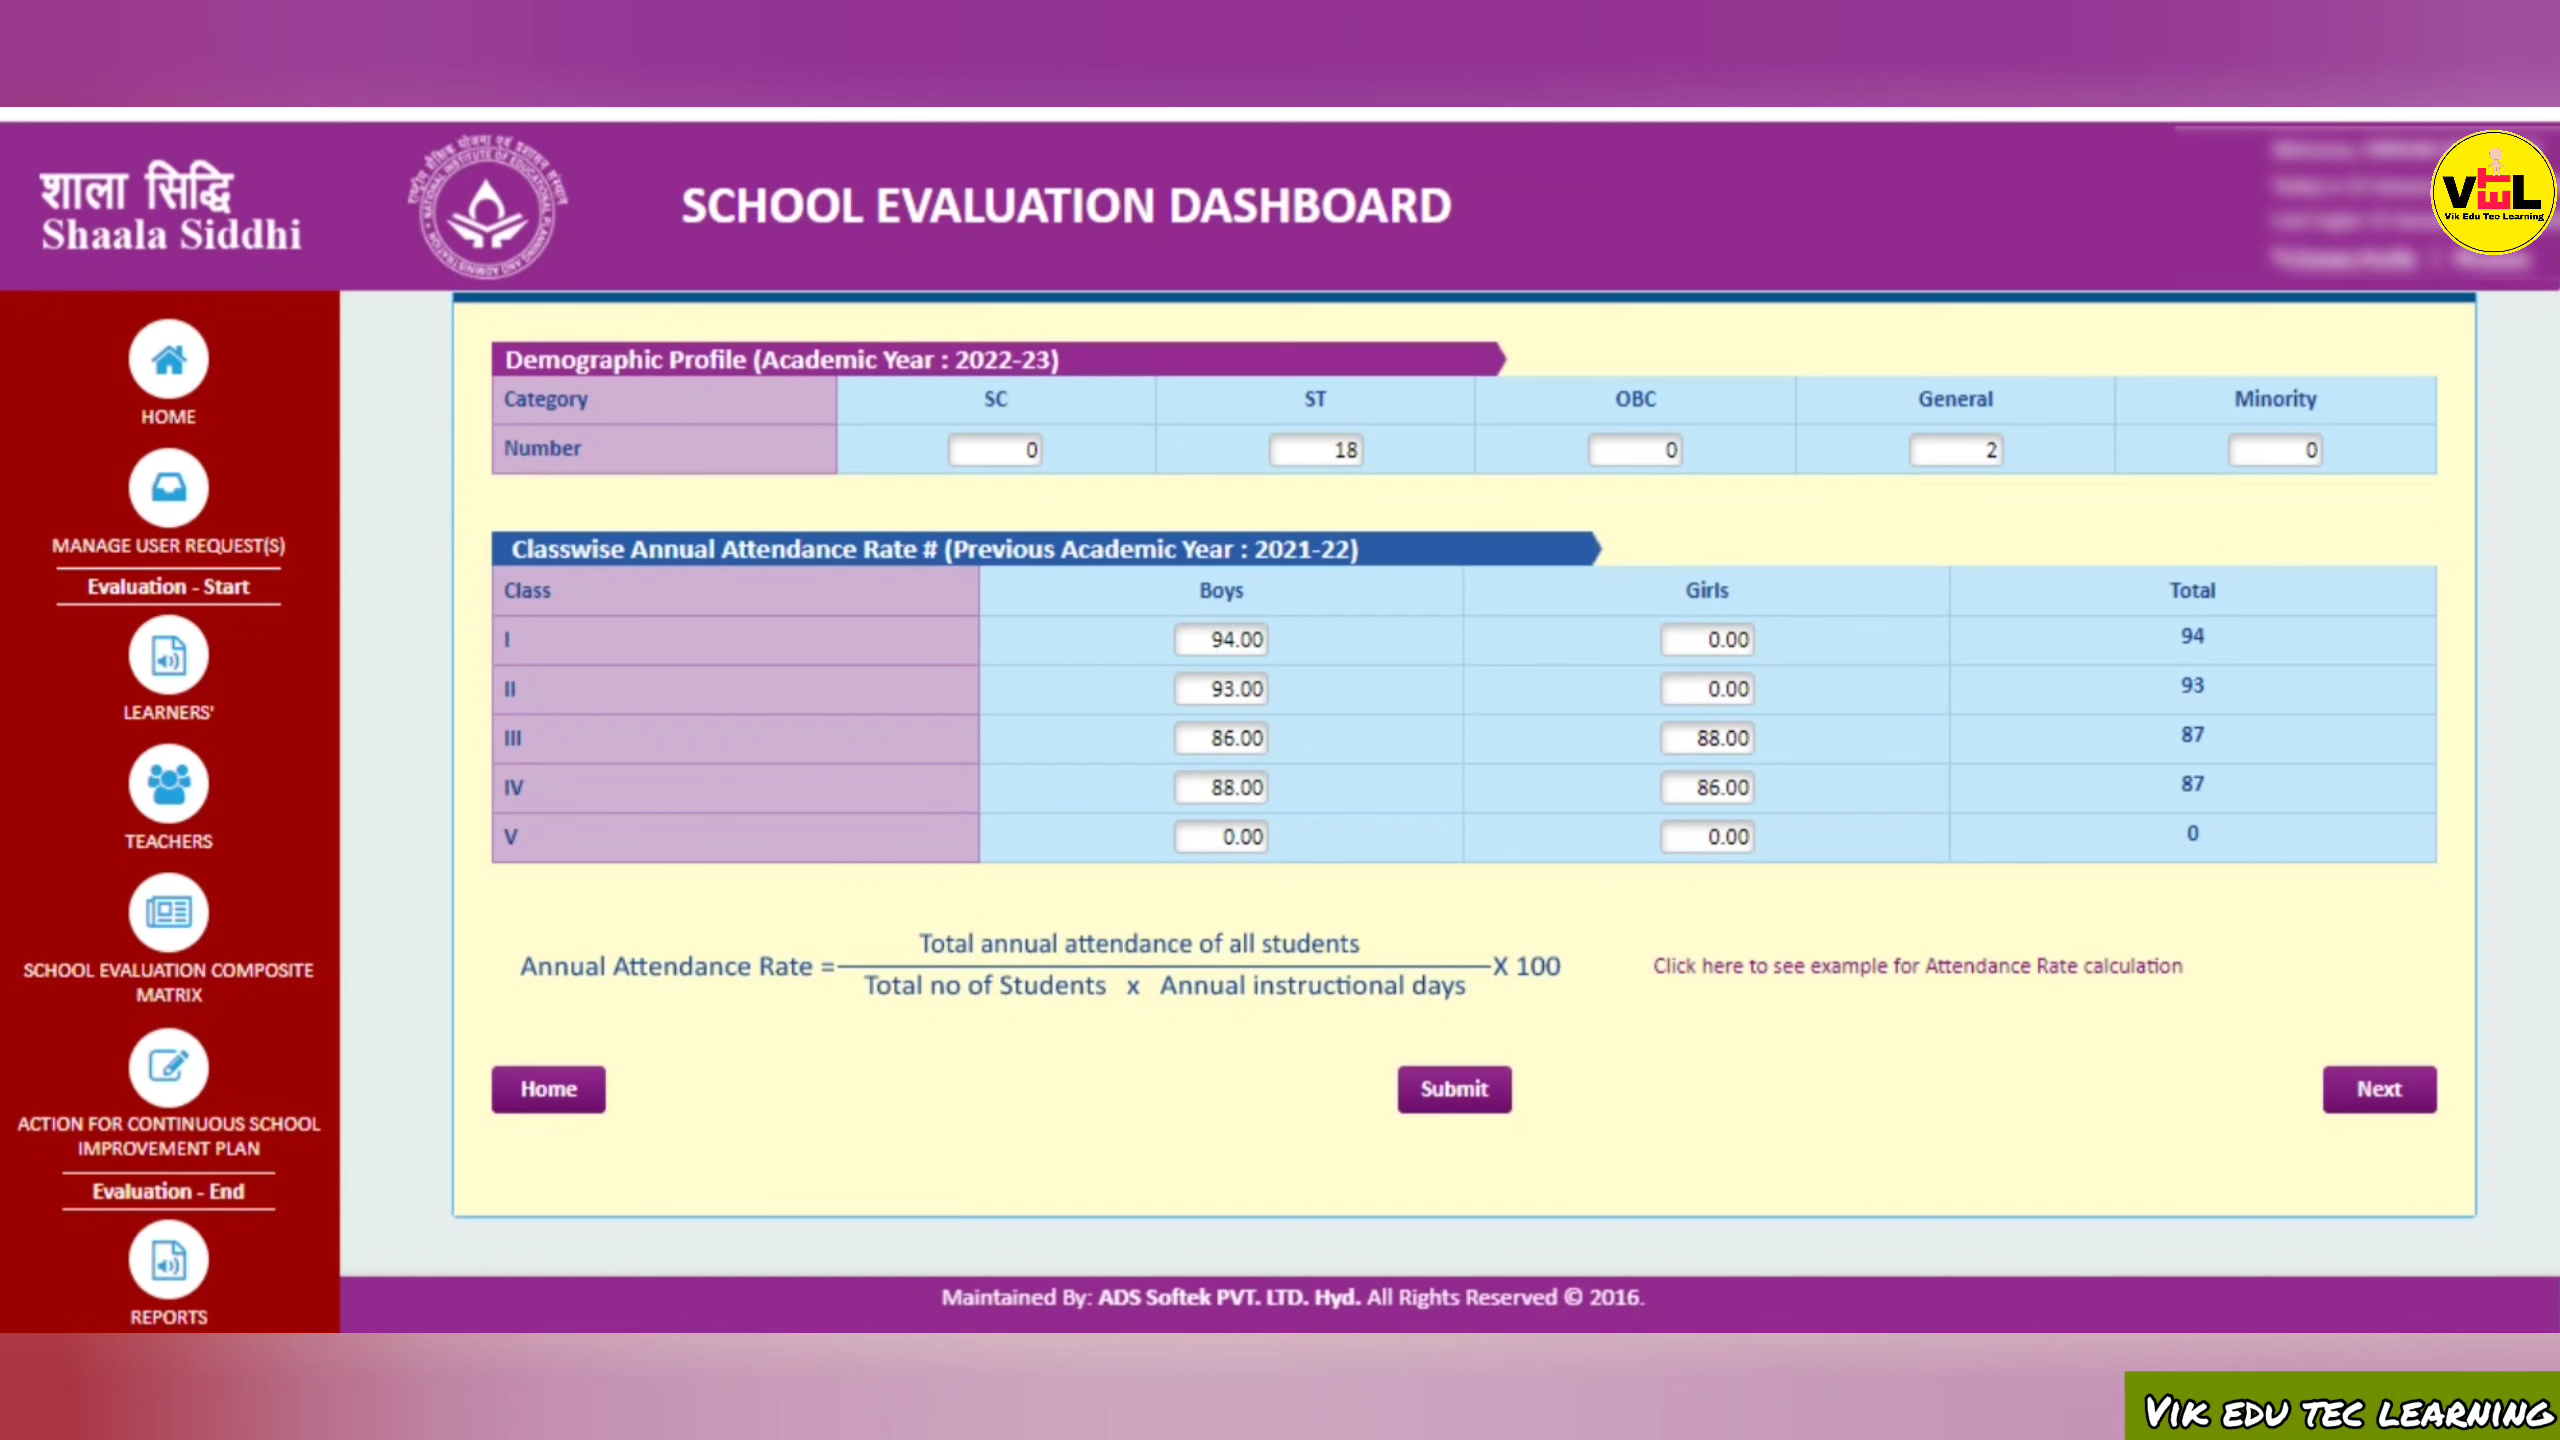 शाला सिद्धि
Shaala Siddhi
SCHOOL EVALUATION DASHBOARD
VEL
Vik Edu Tec Learning
HOME
MANAGE USER REQUEST(S)
Evaluation - Start
LEARNERS'
TEACHERS
SCHOOL EVALUATION COMPOSITE
MATRIX
ACTION FOR CONTINUOUS SCHOOL
IMPROVEMENT PLAN
Evaluation - End
REPORTS
Demographic Profile (Academic Year : 2022-23)
Category SC ST OBC General Minority
Number 0 18 0 2 0
Classwise Annual Attendance Rate # (Previous Academic Year : 2021-22)
Class Boys Girls Total
I 94.00 0.00 94
II 93.00 0.00 93
III 86.00 88.00 87
IV 88.00 86.00 87
V 0.00 0.00 0
Total annual attendance of all students
Annual Attendance Rate = X 100 Click here to see example for Attendance Rate calculation
Total no of Students x Annual instructional days
Home Submit Next
Maintained By: ADS Softek PVT. LTD. Hyd. All Rights Reserved © 2016.
VIK EDU TEC LEARNING